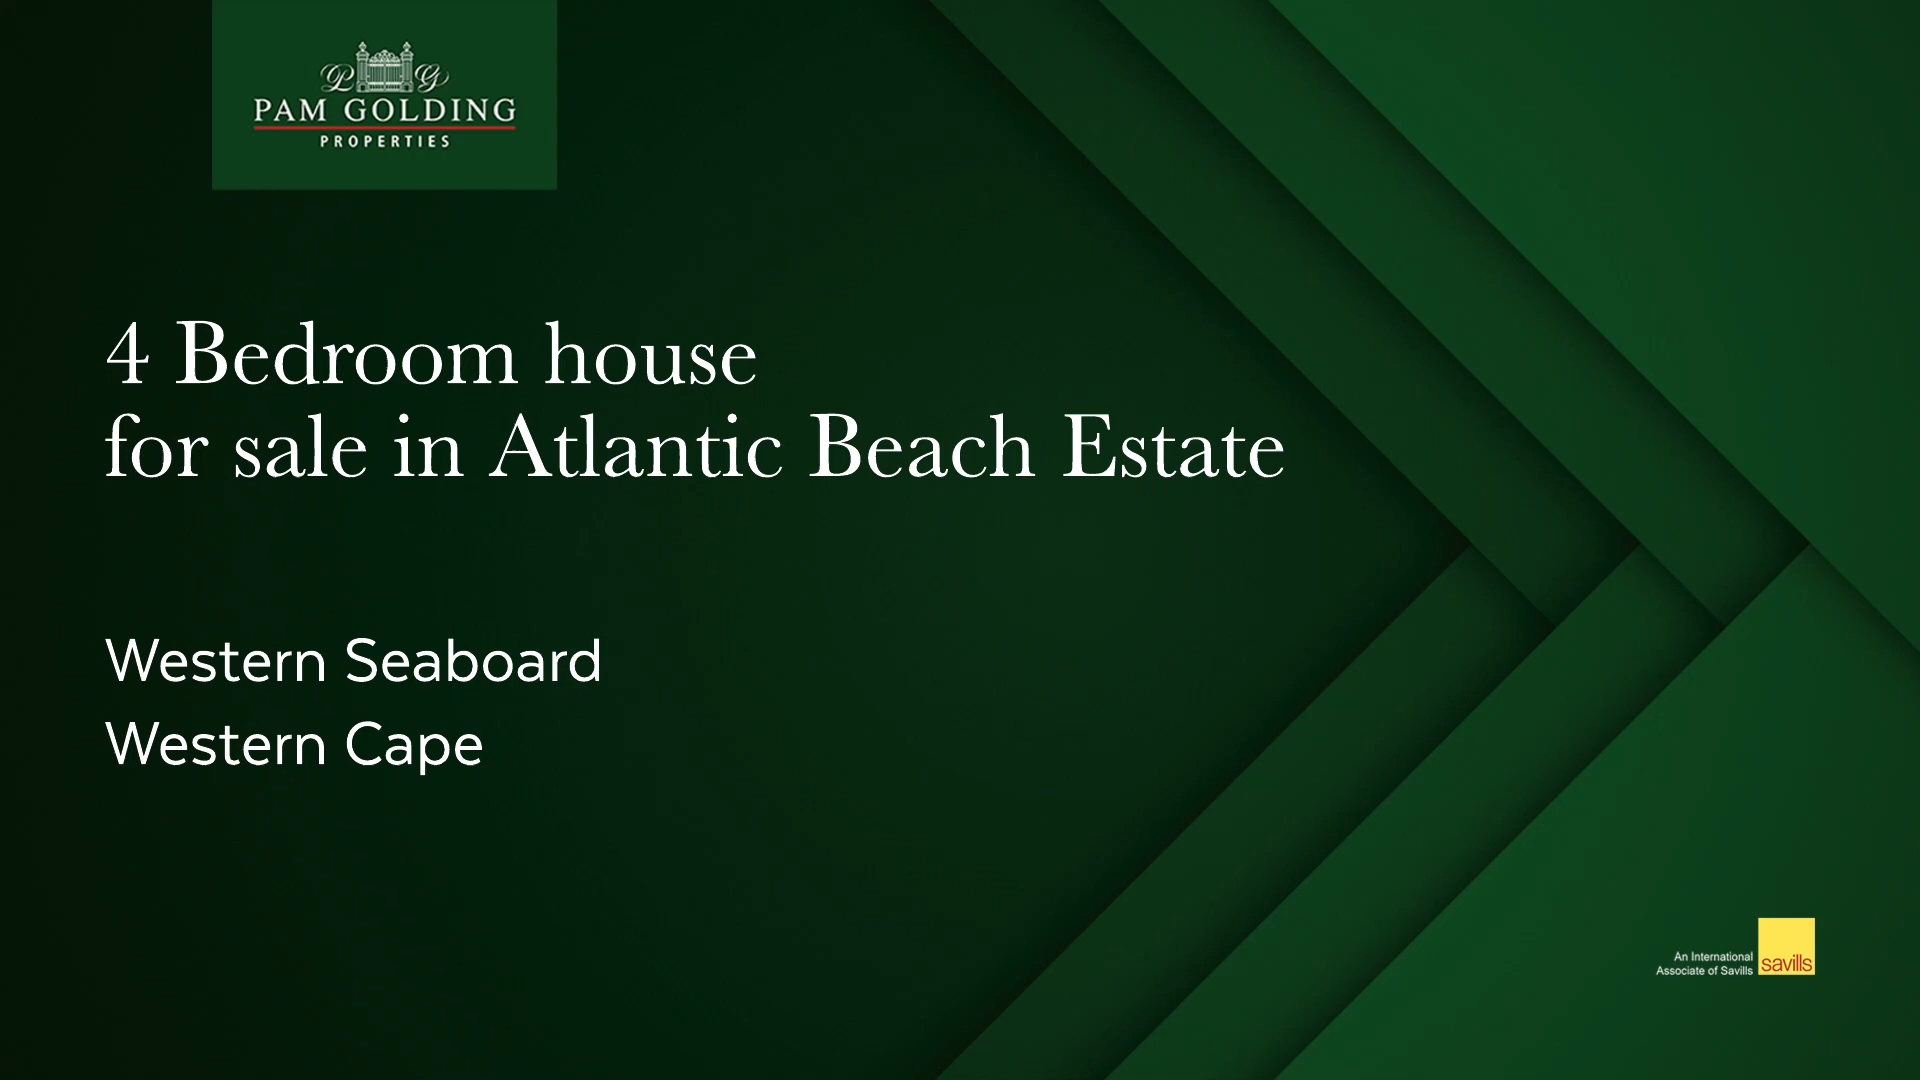 PG
PAM GOLDING
PROPERTIES
4 Bedroom house
for sale in Atlantic Beach Estate
Western Seaboard
Western Cape
An International
Associate of Savills
savills